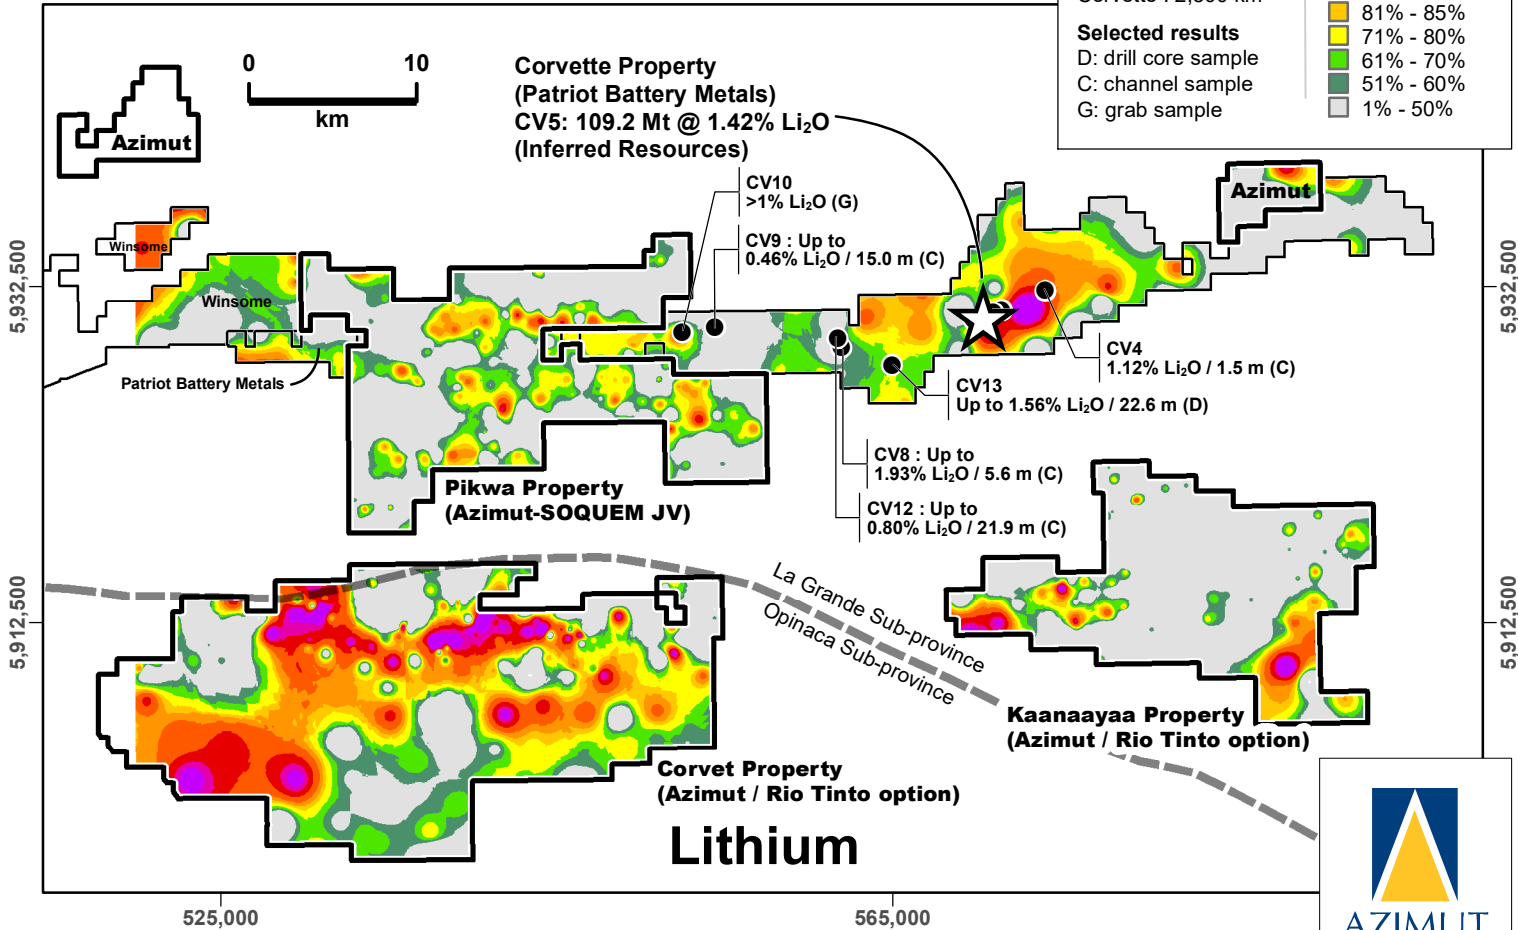 81% - 85%
Selected results
71% - 80%
D: drill core sample
61% - 70%
C: channel sample
51% - 60%
G: grab sample
1% - 50%
0 10
km
Azimut
Corvette Property
(Patriot Battery Metals)
CV5: 109.2 Mt @ 1.42% Li₂O
(Inferred Resources)
CV10
>1% Li₂O (G)
CV9 : Up to
0.46% Li₂O / 15.0 m (C)
Azimut
Winsome
Winsome
Patriot Battery Metals
5,932,500
5,932,500
CV4
1.12% Li₂O / 1.5 m (C)
CV13
Up to 1.56% Li₂O / 22.6 m (D)
CV8 : Up to
1.93% Li₂O / 5.6 m (C)
CV12 : Up to
0.80% Li₂O / 21.9 m (C)
Pikwa Property
(Azimut-SOQUEM JV)
La Grande Sub-province
Opinaca Sub-province
5,912,500
5,912,500
Kaanaayaa Property
(Azimut / Rio Tinto option)
Corvet Property
(Azimut / Rio Tinto option)
Lithium
AZIMUT
525,000
565,000